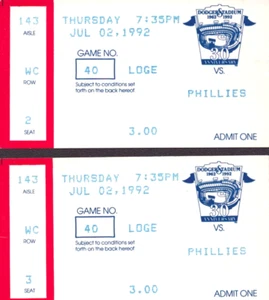 143
AISLE
WC
ROW
2
SEAT
THURSDAY 7:35PM
JUL 02,1992
GAME NO.
40 LOGE
Subject to conditions set
forth on the back hereof
3.00
DODGER STADIUM
1962 1992
ANNIVERSARY
VS.
PHILLIES
ADMIT ONE
143
AISLE
WC
ROW
3
SEAT
THURSDAY 7:35PM
JUL 02,1992
GAME NO.
40 LOGE
Subject to conditions set
forth on the back hereof
3.00
DODGER STADIUM
1962 1992
ANNIVERSARY
VS.
PHILLIES
ADMIT ONE